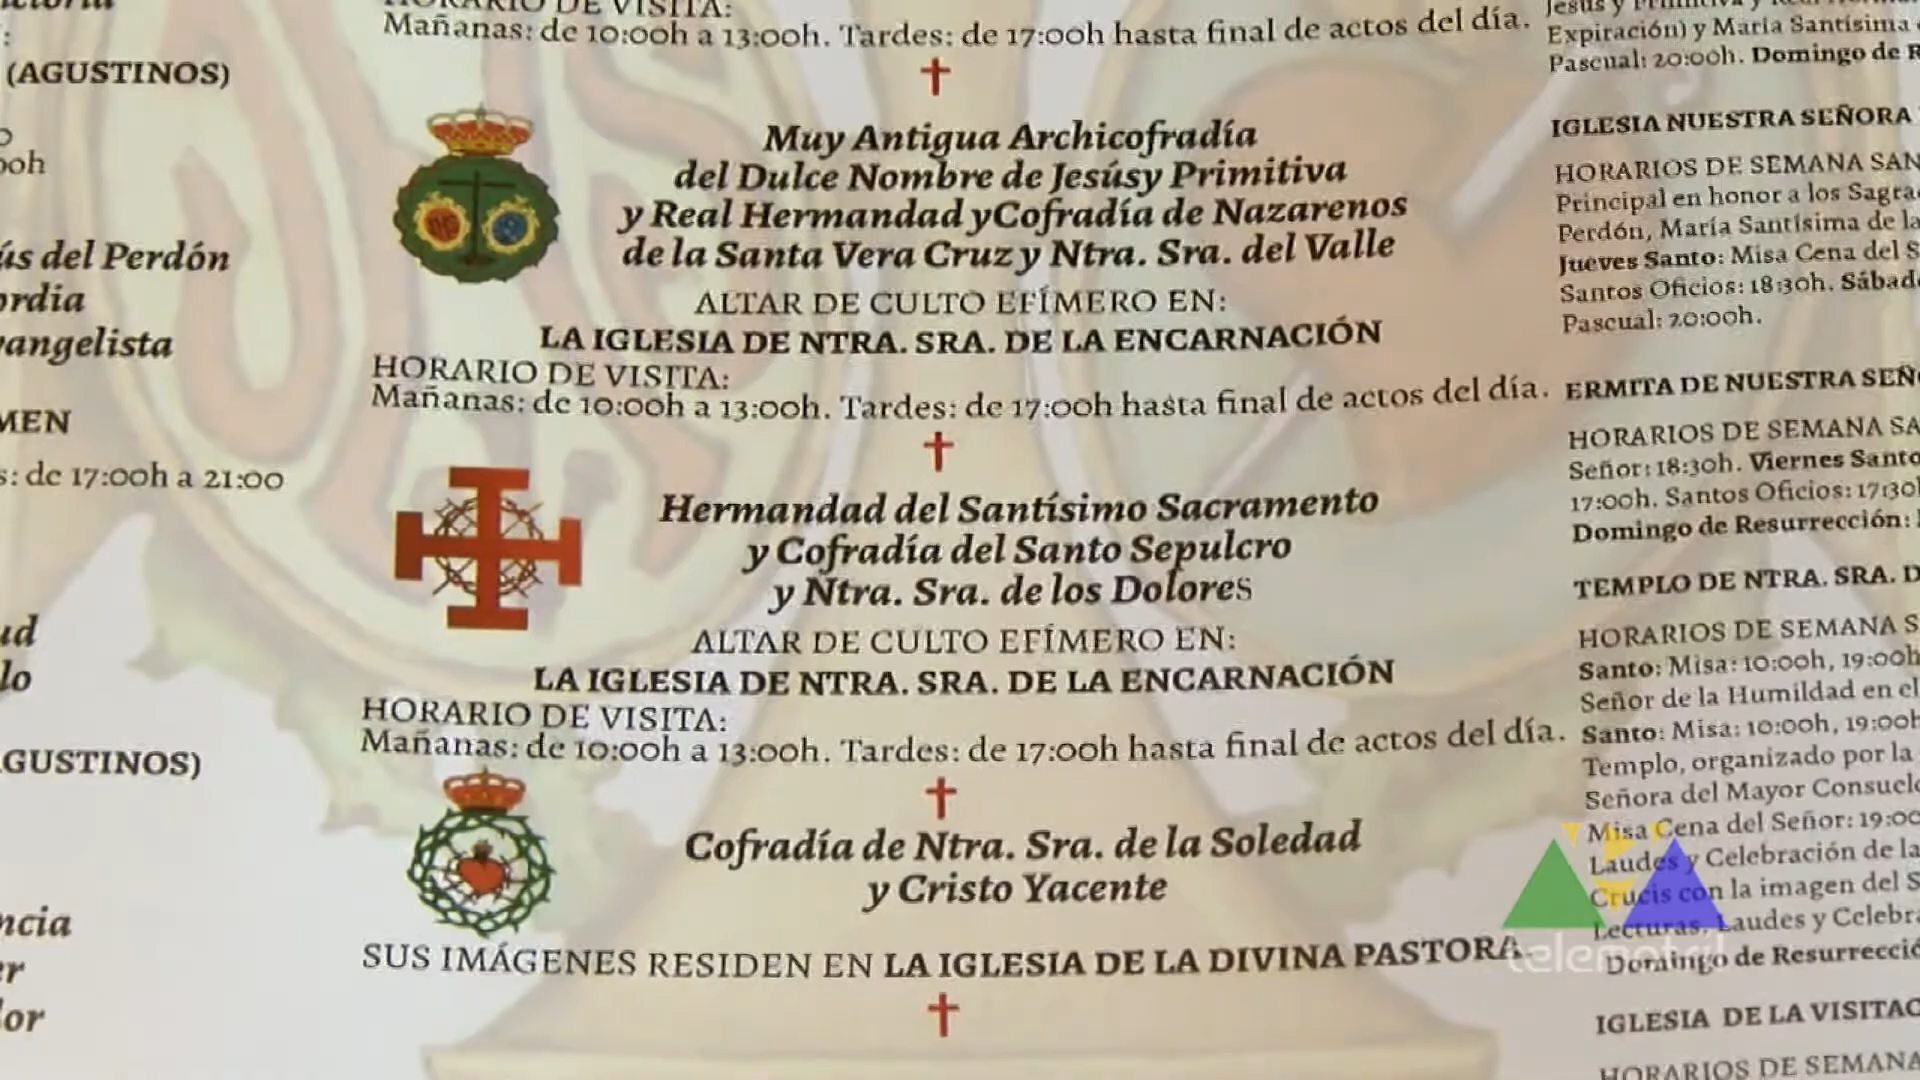 (AGUSTINOS)
ús del Perdón
ordia
vangelista
MEN
s: de 17:00h a 21:00
ud
lo
GUSTINOS)
ncia
er
lor
HORARIO DE VISITA:
Mañanas: de 10:00h a 13:00h. Tardes: de 17:00h hasta final de actos del día.
Muy Antigua Archicofradía
del Dulce Nombre de Jesúsy Primitiva
y Real Hermandad yCofradía de Nazarenos
de la Santa Vera Cruz y Ntra. Sra. del Valle
ALTAR DE CULTO EFÍMERO EN:
LA IGLESIA DE NTRA. SRA. DE LA ENCARNACIÓN
HORARIO DE VISITA:
Mañanas: de 10:00h a 13:00h. Tardes: de 17:00h hasta final de actos del día.
Hermandad del Santísimo Sacramento
y Cofradía del Santo Sepulcro
y Ntra. Sra. de los Dolores
ALTAR DE CULTO EFÍMERO EN:
LA IGLESIA DE NTRA. SRA. DE LA ENCARNACIÓN
HORARIO DE VISITA:
Mañanas: de 10:00h a 13:00h. Tardes: de 17:00h hasta final de actos del día.
Cofradía de Ntra. Sra. de la Soledad
y Cristo Yacente
SUS IMÁGENES RESIDEN EN LA IGLESIA DE LA DIVINA PASTORA.
Expiración) y María Santísima
Pascual: 20:00h. Domingo de R
IGLESIA NUESTRA SEÑORA
HORARIOS DE SEMANA SAN
Principal en honor a los Sagra
Perdón, María Santísima de la
Jueves Santo: Misa Cena del S
Santos Oficios: 18:30h. Sábad
Pascual: 20:00h.
ERMITA DE NUESTRA SEÑ
HORARIOS DE SEMANA SA
Señor: 18:30h. Viernes Santo
17:00h. Santos Oficios: 17:30
Domingo de Resurrección:
TEMPLO DE NTRA. SRA. D
HORARIOS DE SEMANA S
Santo: Misa: 10:00h, 19:00h
Señor de la Humildad en el
Santo: Misa: 10:00h, 19:00h
Templo, organizado por la
Señora del Mayor Consuelo
Misa Cena del Señor: 19:00
Laudes y Celebración de la
Crucis con la imagen del S
Lecturas, Laudes y Celebra
Domingo de Resurrecció
IGLESIA DE LA VISITAC
HORARIOS DE SEMANA
telemotril